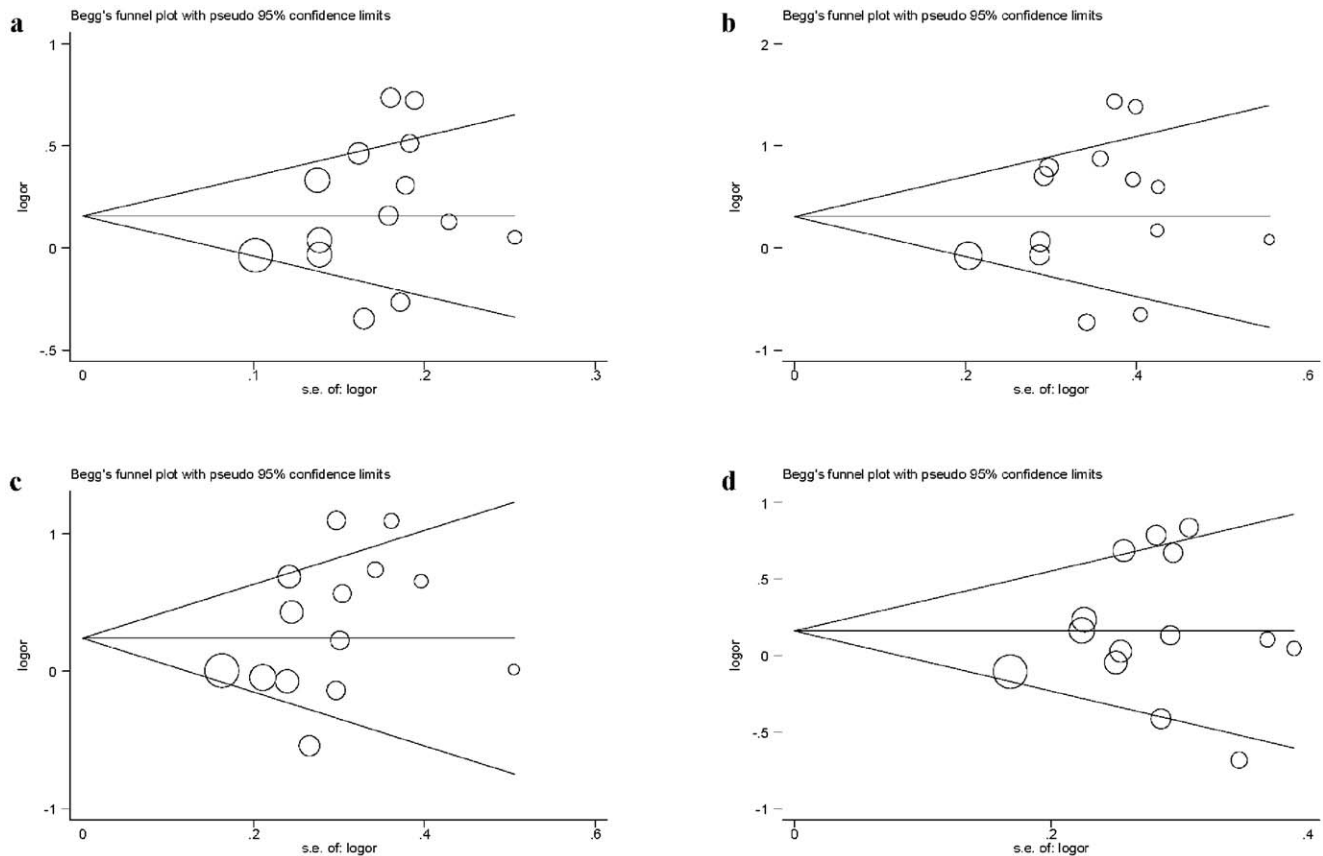 a
Begg's funnel plot with pseudo 95% confidence limits
1
.5
0
-.5
logor
0 .1 .2 .3
s.e. of: logor
b
Begg's funnel plot with pseudo 95% confidence limits
2
1
0
-1
logor
0 .2 .4 .6
s.e. of: logor
c
Begg's funnel plot with pseudo 95% confidence limits
1
0
-1
logor
0 .2 .4 .6
s.e. of: logor
d
Begg's funnel plot with pseudo 95% confidence limits
1
.5
0
-.5
-1
logor
0 .2 .4
s.e. of: logor